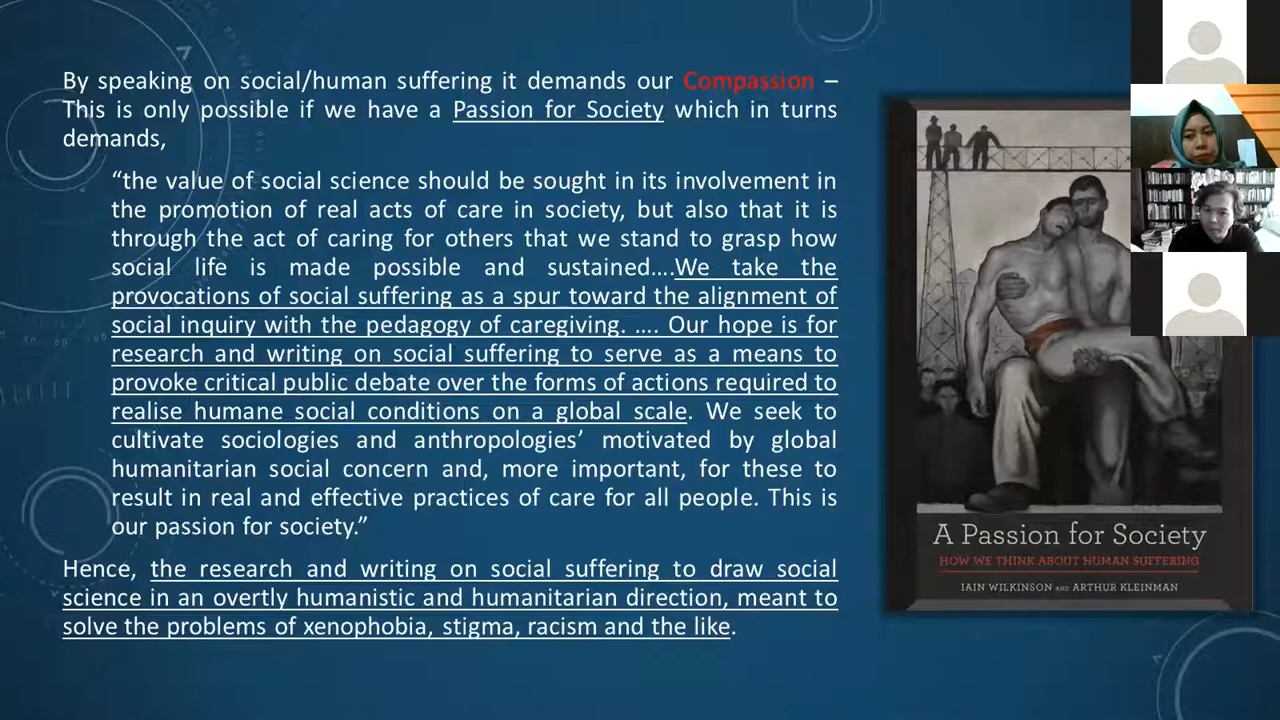 By speaking on social/human suffering it demands our Compassion –
This is only possible if we have a Passion for Society which in turns
demands,
“the value of social science should be sought in its involvement in
the promotion of real acts of care in society, but also that it is
through the act of caring for others that we stand to grasp how
social life is made possible and sustained….We take the
provocations of social suffering as a spur toward the alignment of
social inquiry with the pedagogy of caregiving. …. Our hope is for
research and writing on social suffering to serve as a means to
provoke critical public debate over the forms of actions required to
realise humane social conditions on a global scale. We seek to
cultivate sociologies and anthropologies’ motivated by global
humanitarian social concern and, more important, for these to
result in real and effective practices of care for all people. This is
our passion for society.”
Hence, the research and writing on social suffering to draw social
science in an overtly humanistic and humanitarian direction, meant to
solve the problems of xenophobia, stigma, racism and the like.
A Passion for Society
HOW WE THINK ABOUT HUMAN SUFFERING
IAIN WILKINSON AND ARTHUR KLEINMAN